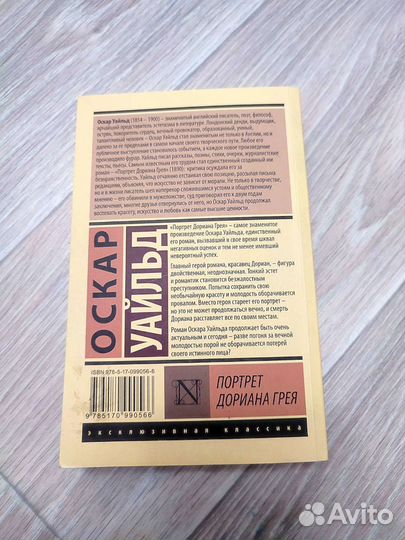 Оскар Уайльд (1854 – 1900) – знаменитый английский писатель, поэт, философ,
ярчайший представитель эстетизма в литературе. Лондонский денди, выдумщик,
остряк, покоритель сердец, вечный провокатор, образованный, умный,
талантливый человек – Оскар Уайльд стал знаменитым не только в Англии, но и
далеко за её пределами в самом начале своего творческого пути. Любое его
публичное выступление становилось событием, а каждое новое произведение
производило фурор. Уайльд писал рассказы, поэмы, стихи, очерки, журналистские
тексты, пьесы. Самым известным его трудом стал единственный созданный им
роман – «Портрет Дориана Грея» (1890): критика осуждала его за
безнравственность, Уайльд отчаянно отстаивал свою позицию, рассылая письма
редакциям, объясняя, что искусство не зависит от морали. Не только в творчестве,
но и в жизни писатель шел наперекор сложившимся устоям и общественному
мнению – его обвинили в мужеложстве, суд приговорил его к двум годам
заключения, многие друзья отвернулись от него, но Оскар Уайльд продолжал
воспевать красоту, искусство и любовь как самые высшие ценности.
ОСКАР
УАЙЛЬД
«Портрет Дориана Грея» – самое знаменитое
произведение Оскара Уайльда, единственный
его роман, вызвавший в свое время шквал
негативных оценок и тем не менее имевший
невероятный успех.
Главный герой романа, красавец Дориан, – фигура
двойственная, неоднозначная. Тонкий эстет
и романтик становится безжалостным
преступником. Попытка сохранить свою
необычайную красоту и молодость оборачивается
провалом. Вместо героя стареет его портрет –
но это не может продолжаться вечно, и смерть
Дориана расставляет все по своим местам.
Роман Оскара Уайльда продолжает быть очень
актуальным и сегодня – разве погоня за вечной
молодостью порой не оборачивается потерей
своего истинного лица?
ISBN 978-5-17-099056-6
9 785170 990566
N
ПОРТРЕТ
ДОРИАНА ГРЕЯ
эксклюзивная классика
Avito